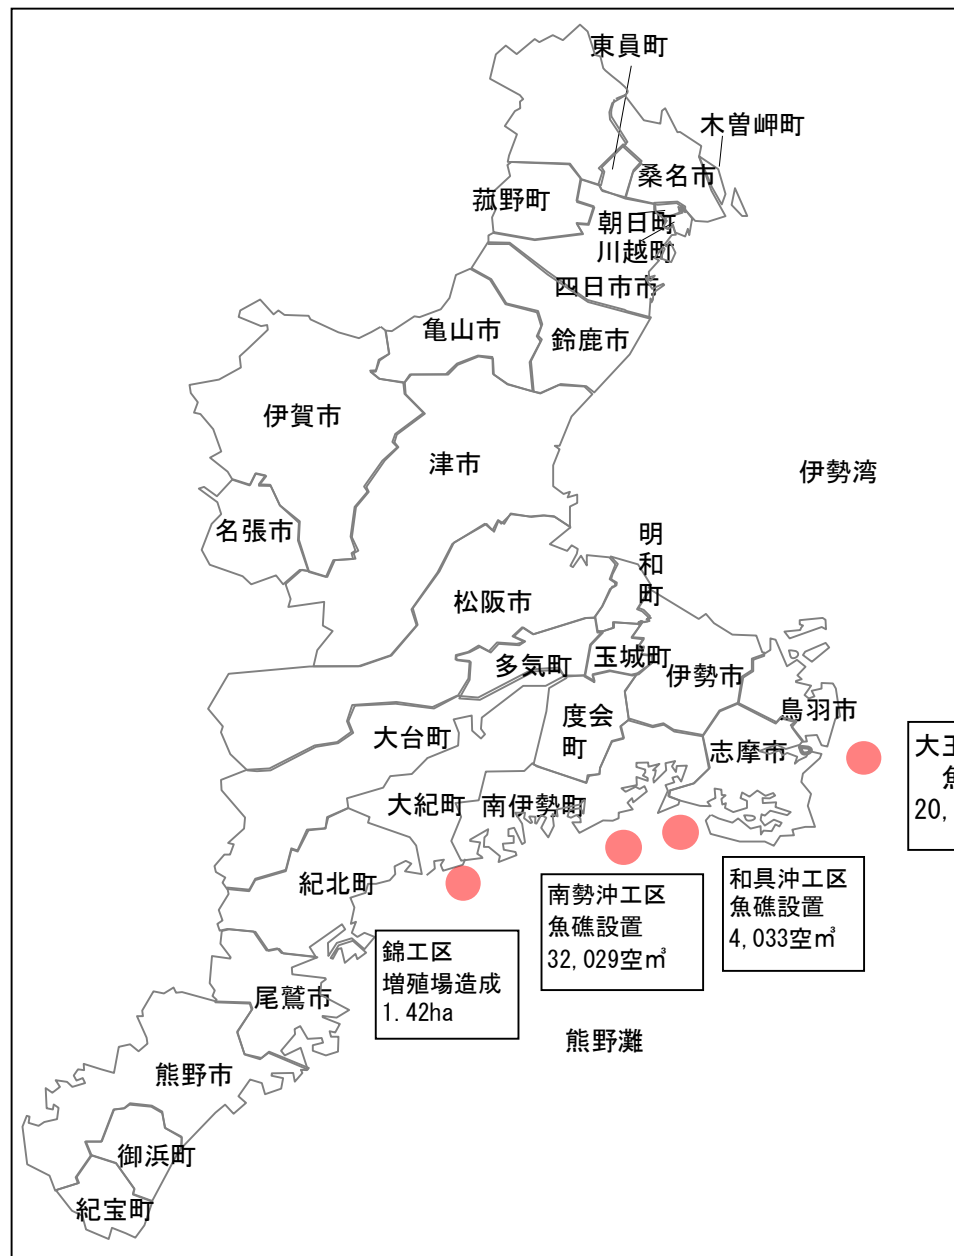 東員町
木曽岬町
桑名市
菰野町
朝日町
川越町
四日市市
亀山市
鈴鹿市
伊賀市
津市
伊勢湾
名張市
明和町
松阪市
多気町
玉城町
伊勢市
度会町
鳥羽市
大台町
志摩市
大紀町
南伊勢町
紀北町
尾鷲市
熊野市
御浜町
紀宝町
熊野灘
錦工区
増殖場造成
1.42ha
南勢沖工区
魚礁設置
32,029空㎥
和具沖工区
魚礁設置
4,033空㎥
大王
魚
20,